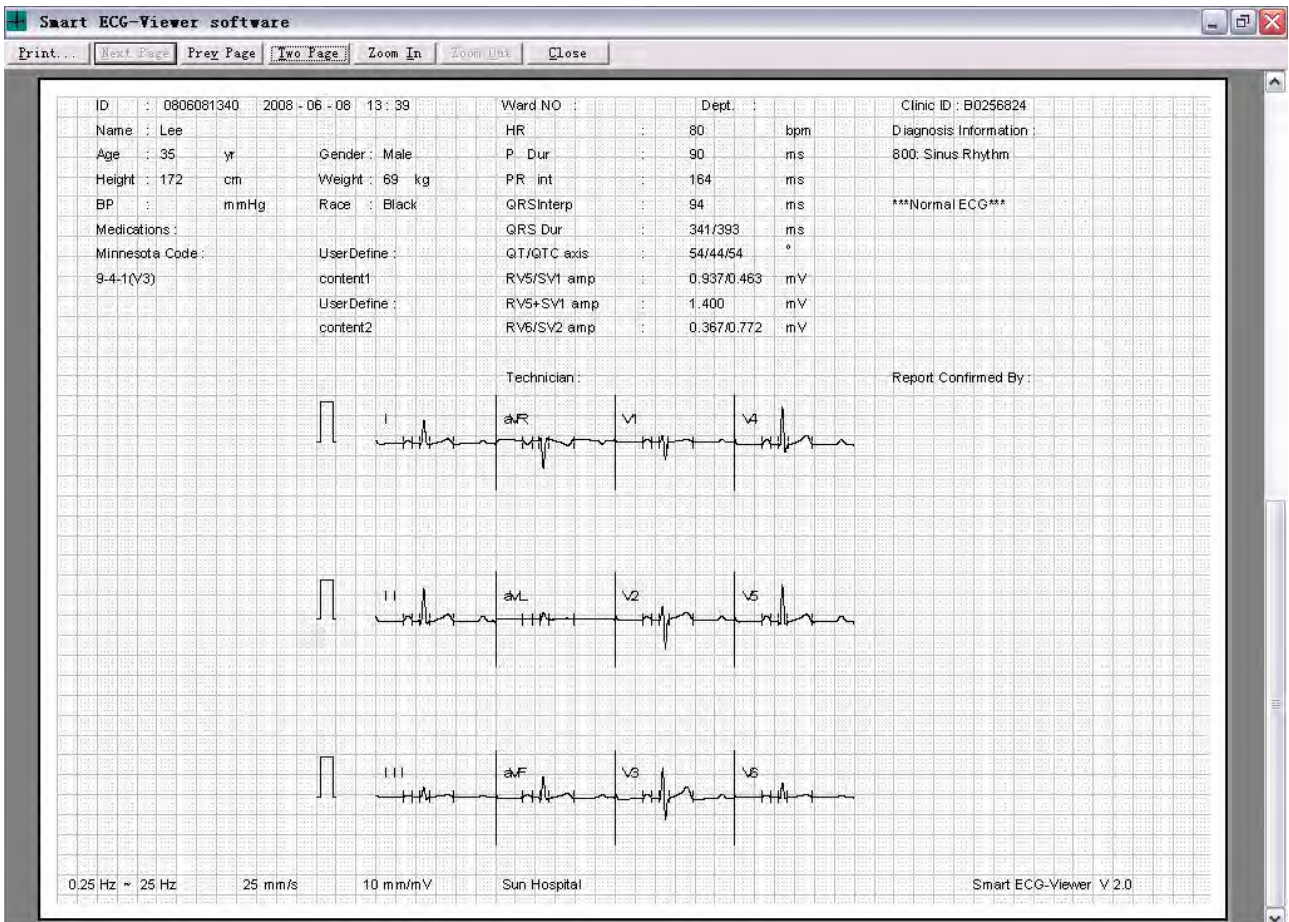 Smart ECG-Viewer software
Print... Next Page Prev Page Two Page Zoom In Zoom Out Close
ID : 0806081340 2008 - 06 - 08 13 : 39 Ward NO : Dept. : Clinic ID : B0256824
Name : Lee HR : 80 bpm Diagnosis Information :
Age : 35 yr Gender : Male P Dur : 90 ms 800: Sinus Rhythm
Height : 172 cm Weight : 69 kg PR int : 164 ms
BP : mmHg Race : Black QRSInterp : 94 ms ***Normal ECG***
Medications : QRS Dur : 341/393 ms
Minnesota Code : UserDefine : QT/QTC axis : 54/44/54 °
9-4-1(V3) content1 RV5/SV1 amp : 0.937/0.463 mV
UserDefine : RV5+SV1 amp : 1.400 mV
content2 RV6/SV2 amp : 0.367/0.772 mV
Technician : Report Confirmed By :
I aVR V1 V4
II aVL V2 V5
III aVF V3 V6
0.25 Hz ~ 25 Hz 25 mm/s 10 mm/mV Sun Hospital Smart ECG-Viewer V 2.0